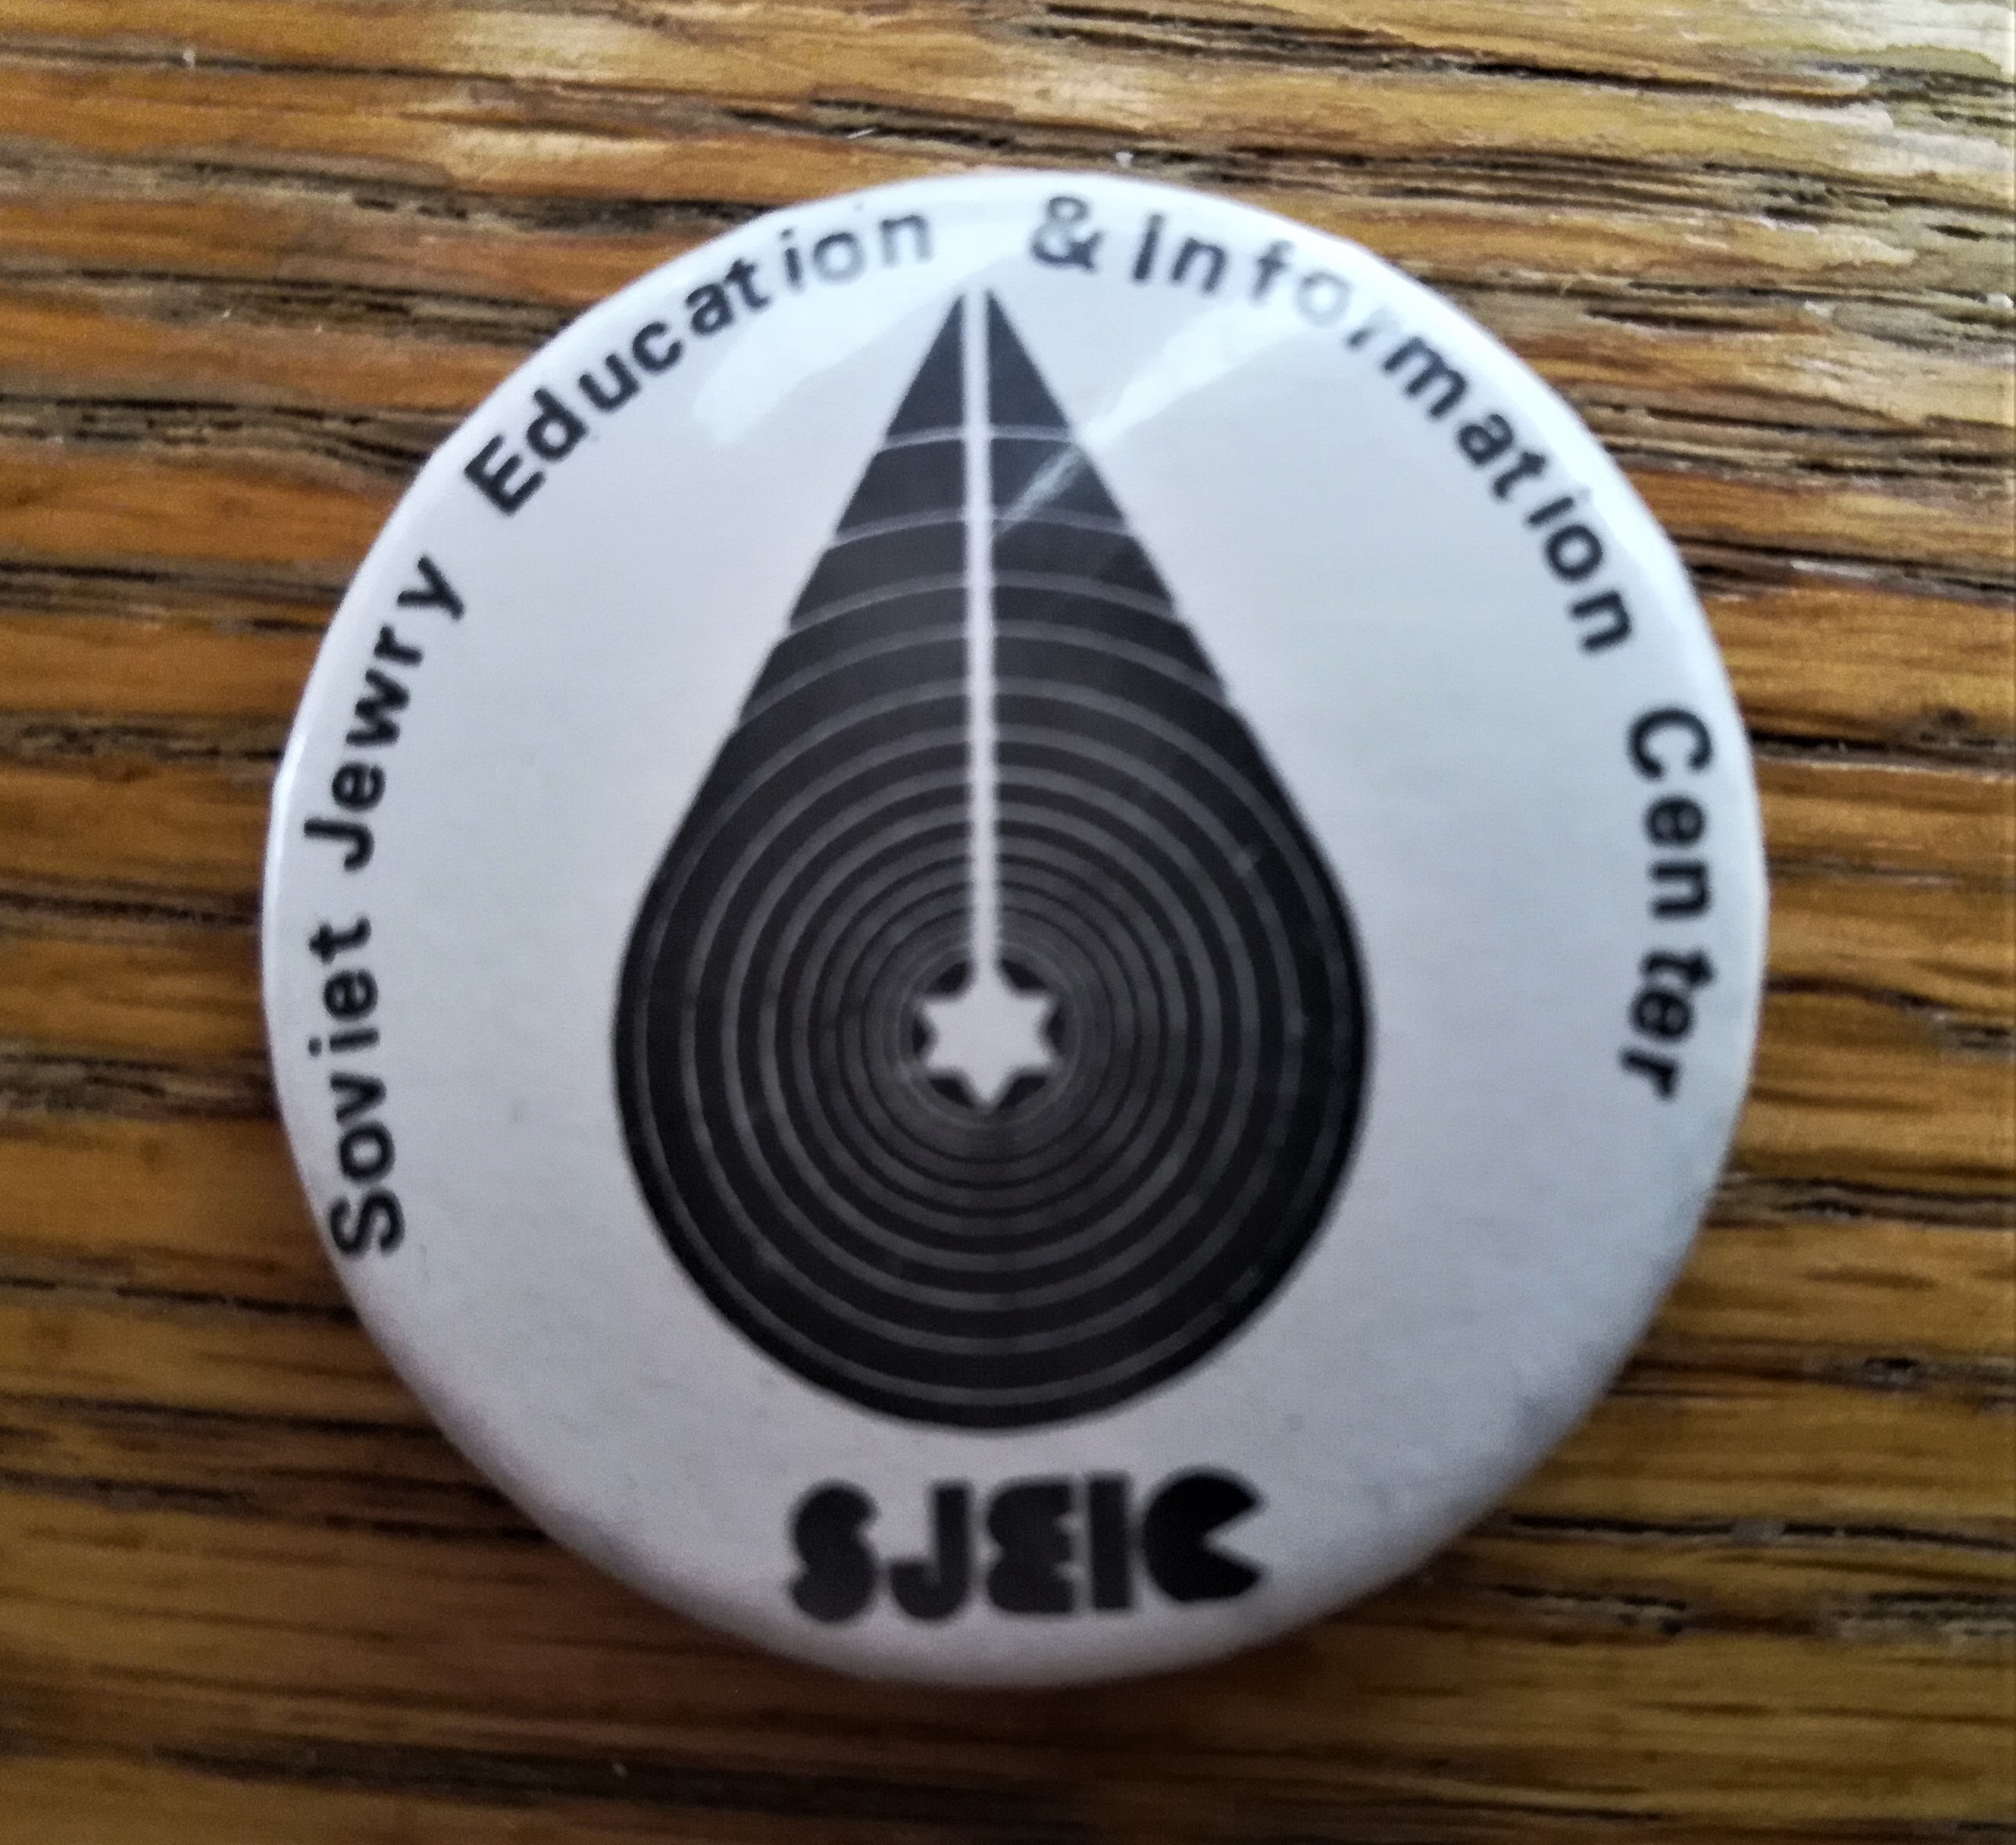 Soviet Jewry Education & Information Center
SJEIC